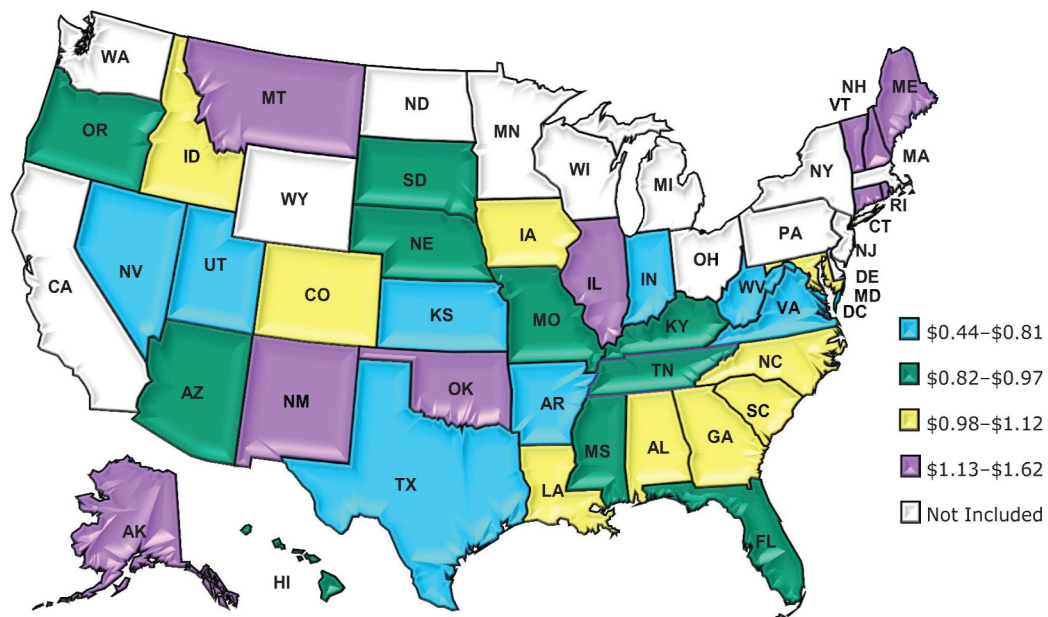 WA
MT
ND
MN
NH
ME
VT
OR
ID
SD
WI
MI
NY
MA
WY
RI
CT
NE
IA
PA
NJ
NV
UT
CO
IL
IN
OH
DE
MD
DC
CA
KS
MO
KY
WV
VA
AZ
NM
OK
AR
TN
NC
SC
MS
AL
GA
TX
LA
FL
AK
HI
$0.44–$0.81
$0.82–$0.97
$0.98–$1.12
$1.13–$1.62
Not Included